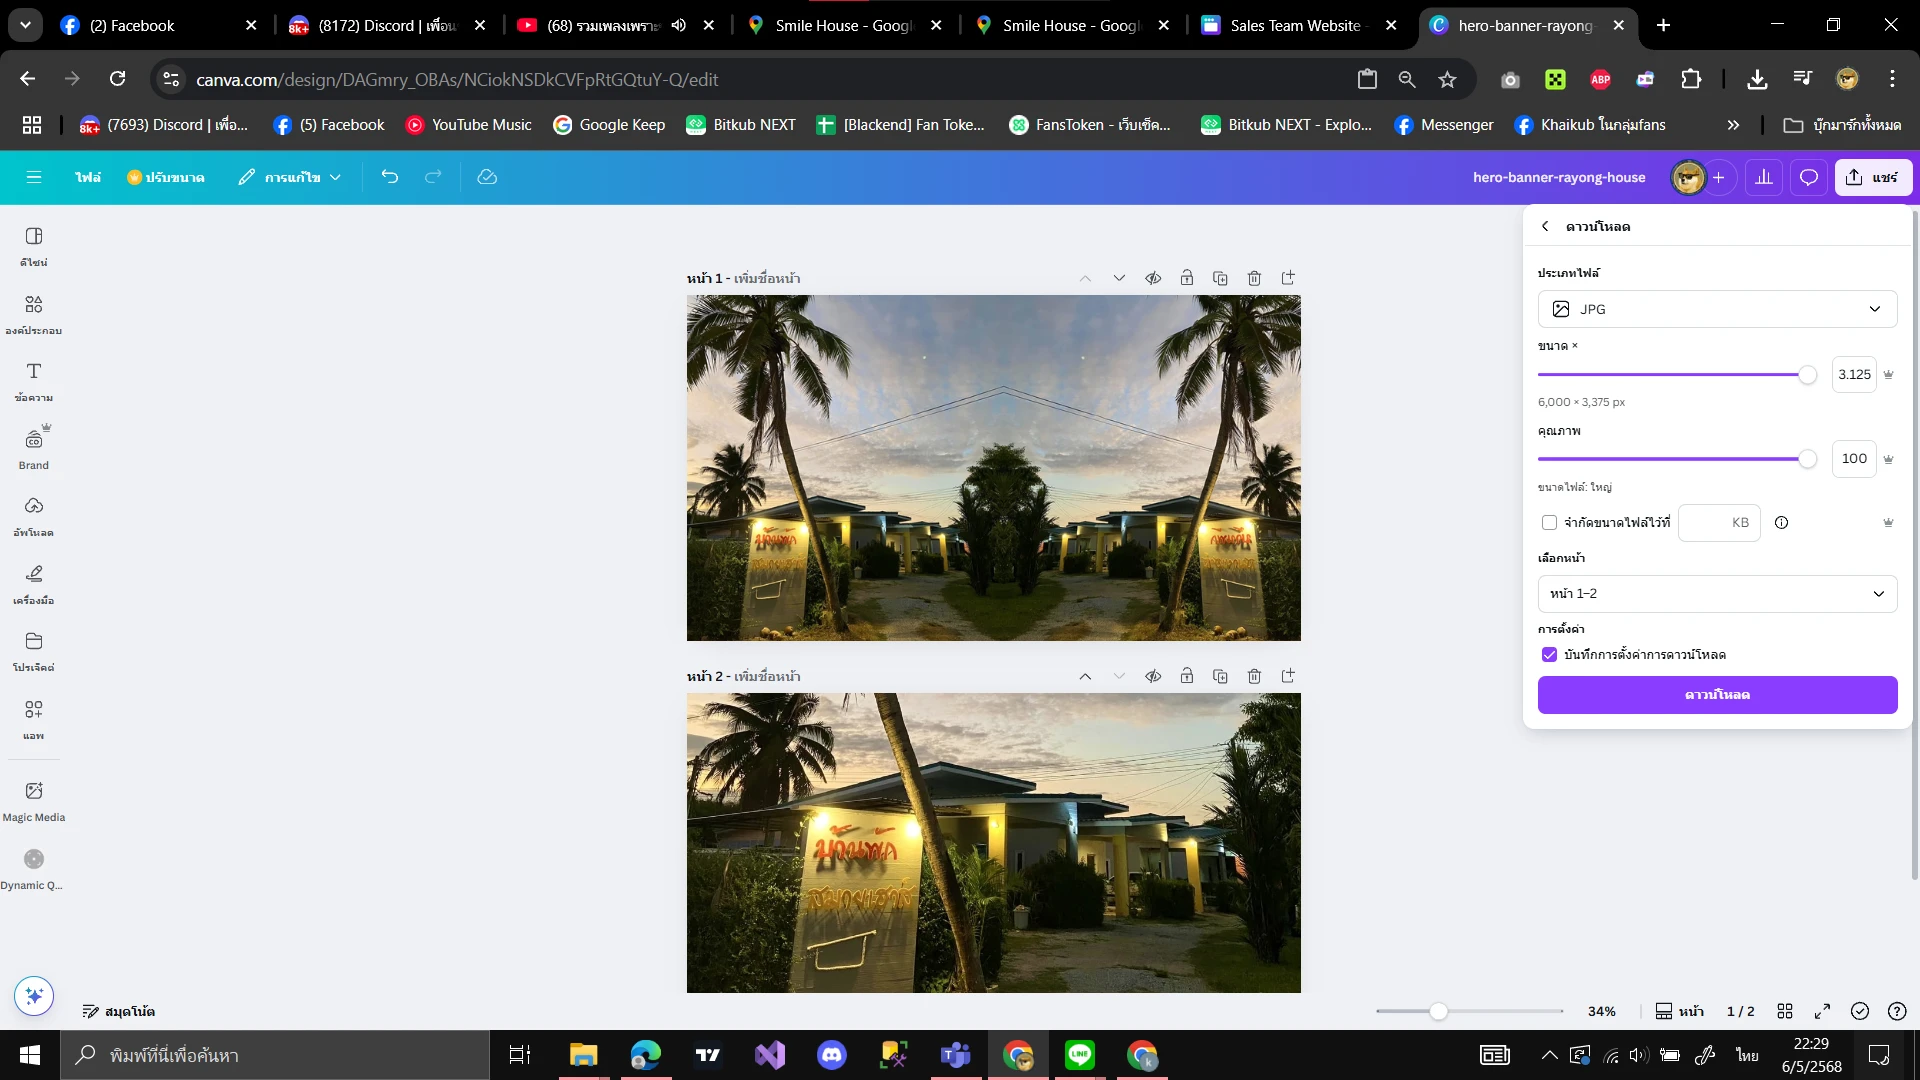 (2) Facebook
(8172) Discord | เพื่อน
(68) รวมเพลงเพราะ
Smile House - Googl
Smile House - Googl
Sales Team Website -
hero-banner-rayong-
canva.com/design/DAGmry_OBAs/NCiokNSDkCVFpRtGQtuY-Q/edit
(7693) Discord | เพื่อ...
(5) Facebook
YouTube Music
Google Keep
Bitkub NEXT
[Blackend] Fan Toke...
FansToken - เว็บเช็ค...
Bitkub NEXT - Explo...
Messenger
Khaikub ในกลุ่มfans
บุ๊กมาร์กทั้งหมด
ไฟล์
ปรับขนาด
การแก้ไข
hero-banner-rayong-house
แชร์
ดีไซน์
องค์ประกอบ
ข้อความ
Brand
อัพโหลด
เครื่องมือ
โปรเจ็คต์
แอพ
Magic Media
Dynamic Q...
หน้า 1 - เพิ่มชื่อหน้า
หน้า 2 - เพิ่มชื่อหน้า
บ้านพัก
ดาวน์โหลด
ประเภทไฟล์
JPG
ขนาด ×
3.125
6,000 × 3,375 px
คุณภาพ
100
ขนาดไฟล์: ใหญ่
จำกัดขนาดไฟล์ไว้ที่
KB
เลือกหน้า
หน้า 1–2
การตั้งค่า
บันทึกการตั้งค่าการดาวน์โหลด
ดาวน์โหลด
สมุดโน้ต
34%
หน้า
1 / 2
พิมพ์ที่นี่เพื่อค้นหา
ไทย
22:29
6/5/2568